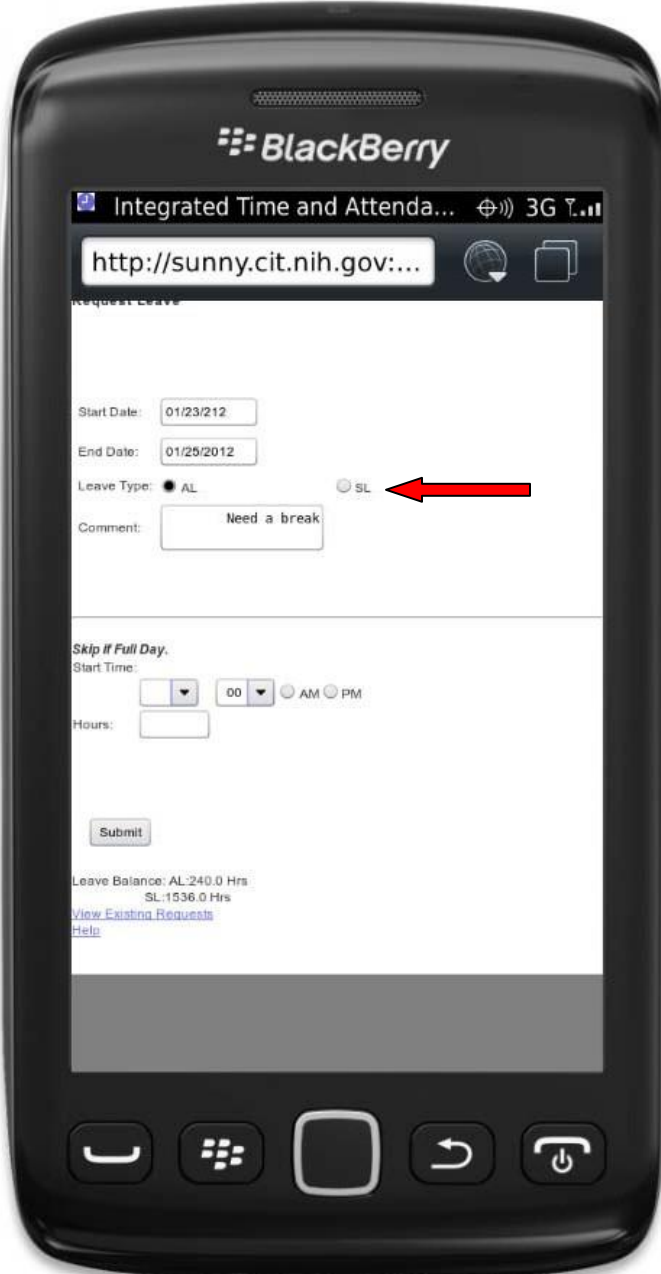 BlackBerry
Integrated Time and Attenda... 3G
http://sunny.cit.nih.gov:...
Request Leave
Start Date: 01/23/212
End Date: 01/25/2012
Leave Type: AL SL
Comment: Need a break
Skip If Full Day.
Start Time:
00 AM PM
Hours:
Submit
Leave Balance: AL:240.0 Hrs
SL:1536.0 Hrs
View Existing Requests
Help